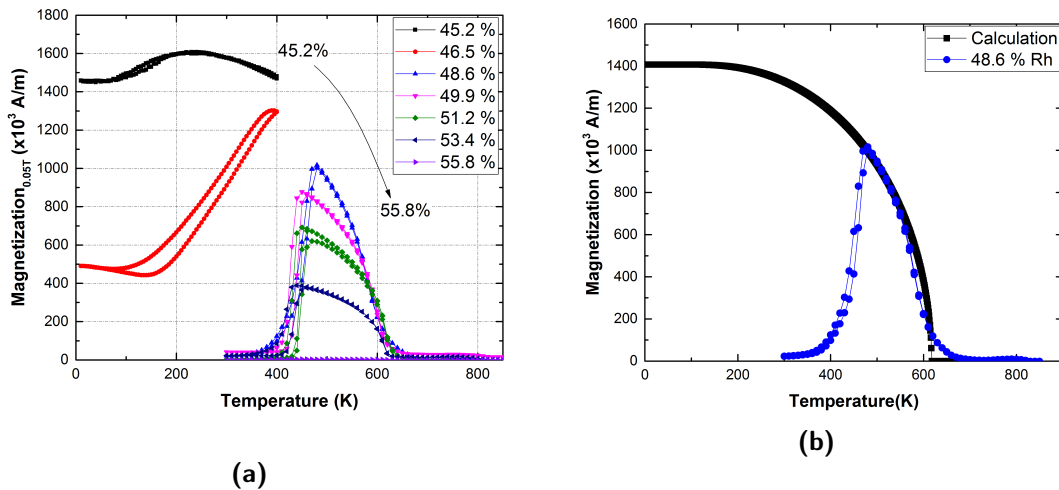 1800
1600
1400
1200
1000
800
600
400
200
0
Magnetization0.05T (x10³ A/m)
0 200 400 600 800
Temperature (K)
45.2 %
46.5 %
48.6 %
49.9 %
51.2 %
53.4 %
55.8 %
45.2%
55.8%
(a)
1600
1400
1200
1000
800
600
400
200
0
Magnetization (x10³ A/m)
0 200 400 600 800
Temperature(K)
Calculation
48.6 % Rh
(b)